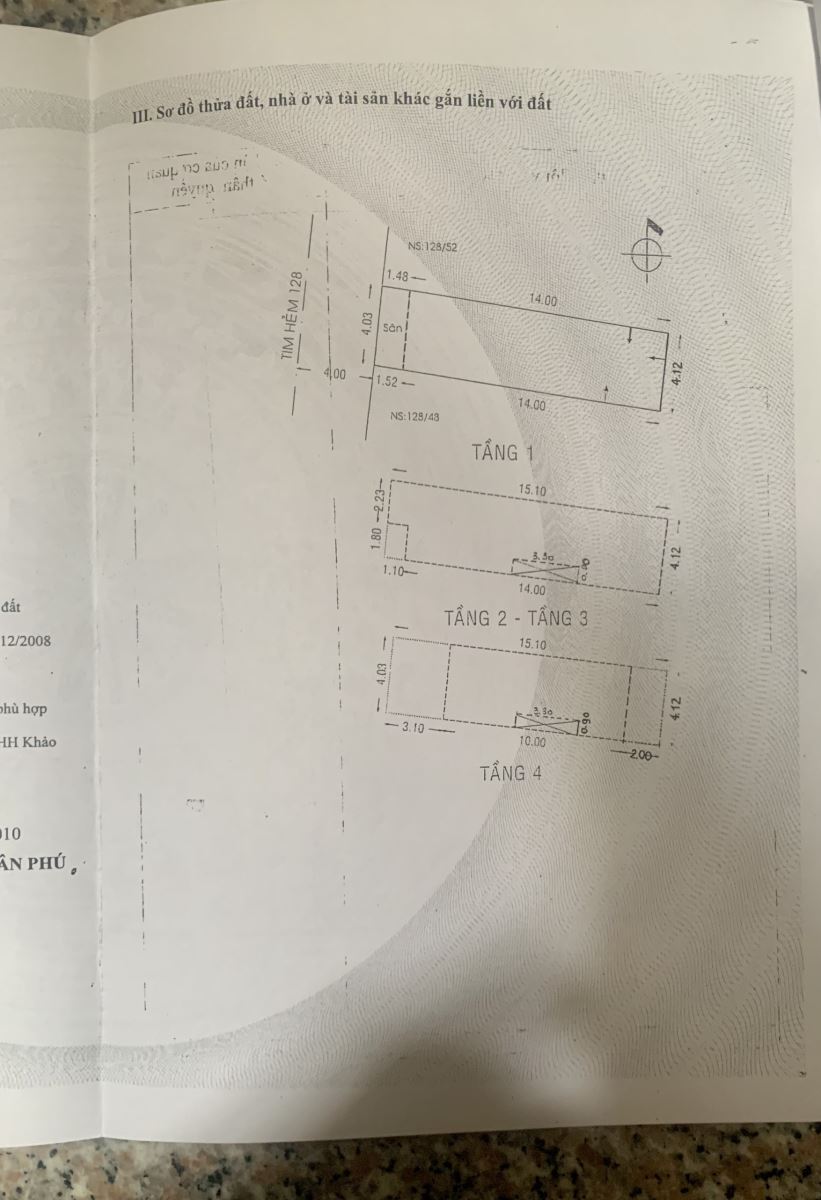 III. Sơ đồ thửa đất, nhà ở và tài sản khác gắn liền với đất
NS:128/52
1.48
14.00
TIM HẺM 128
4.03
Sân
4.00
1.52
4.12
14.00
NS:128/48
TẦNG 1
15.10
2.23
1.80
3.30
0.90
4.12
1.10
14.00
TẦNG 2 - TẦNG 3
15.10
4.03
3.30
0.90
4.12
3.10
10.00
2.00
TẦNG 4
đất
12/2008
phù hợp
HH Khảo
010
ÂN PHÚ